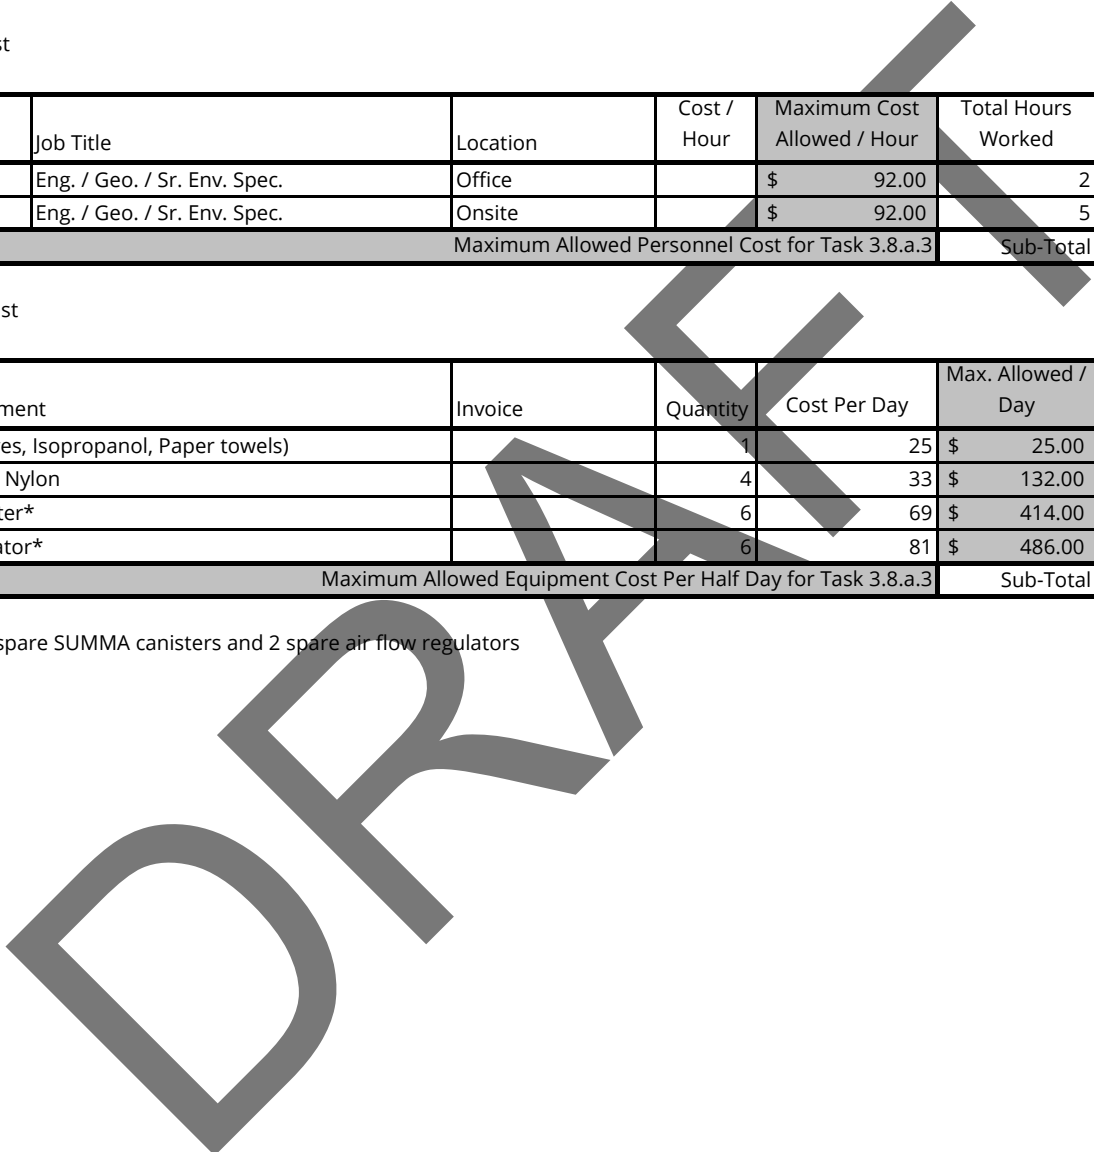 st
Cost / Maximum Cost Total Hours
Job Title Location Hour Allowed / Hour Worked
Eng. / Geo. / Sr. Env. Spec. Office $ 92.00 2
Eng. / Geo. / Sr. Env. Spec. Onsite $ 92.00 5
Maximum Allowed Personnel Cost for Task 3.8.a.3 Sub-Total
st
Max. Allowed /
ment Invoice Quantity Cost Per Day Day
es, Isopropanol, Paper towels) 1 25 $ 25.00
Nylon 4 33 $ 132.00
ter* 6 69 $ 414.00
ator* 6 81 $ 486.00
Maximum Allowed Equipment Cost Per Half Day for Task 3.8.a.3 Sub-Total
spare SUMMA canisters and 2 spare air flow regulators
DRAFT